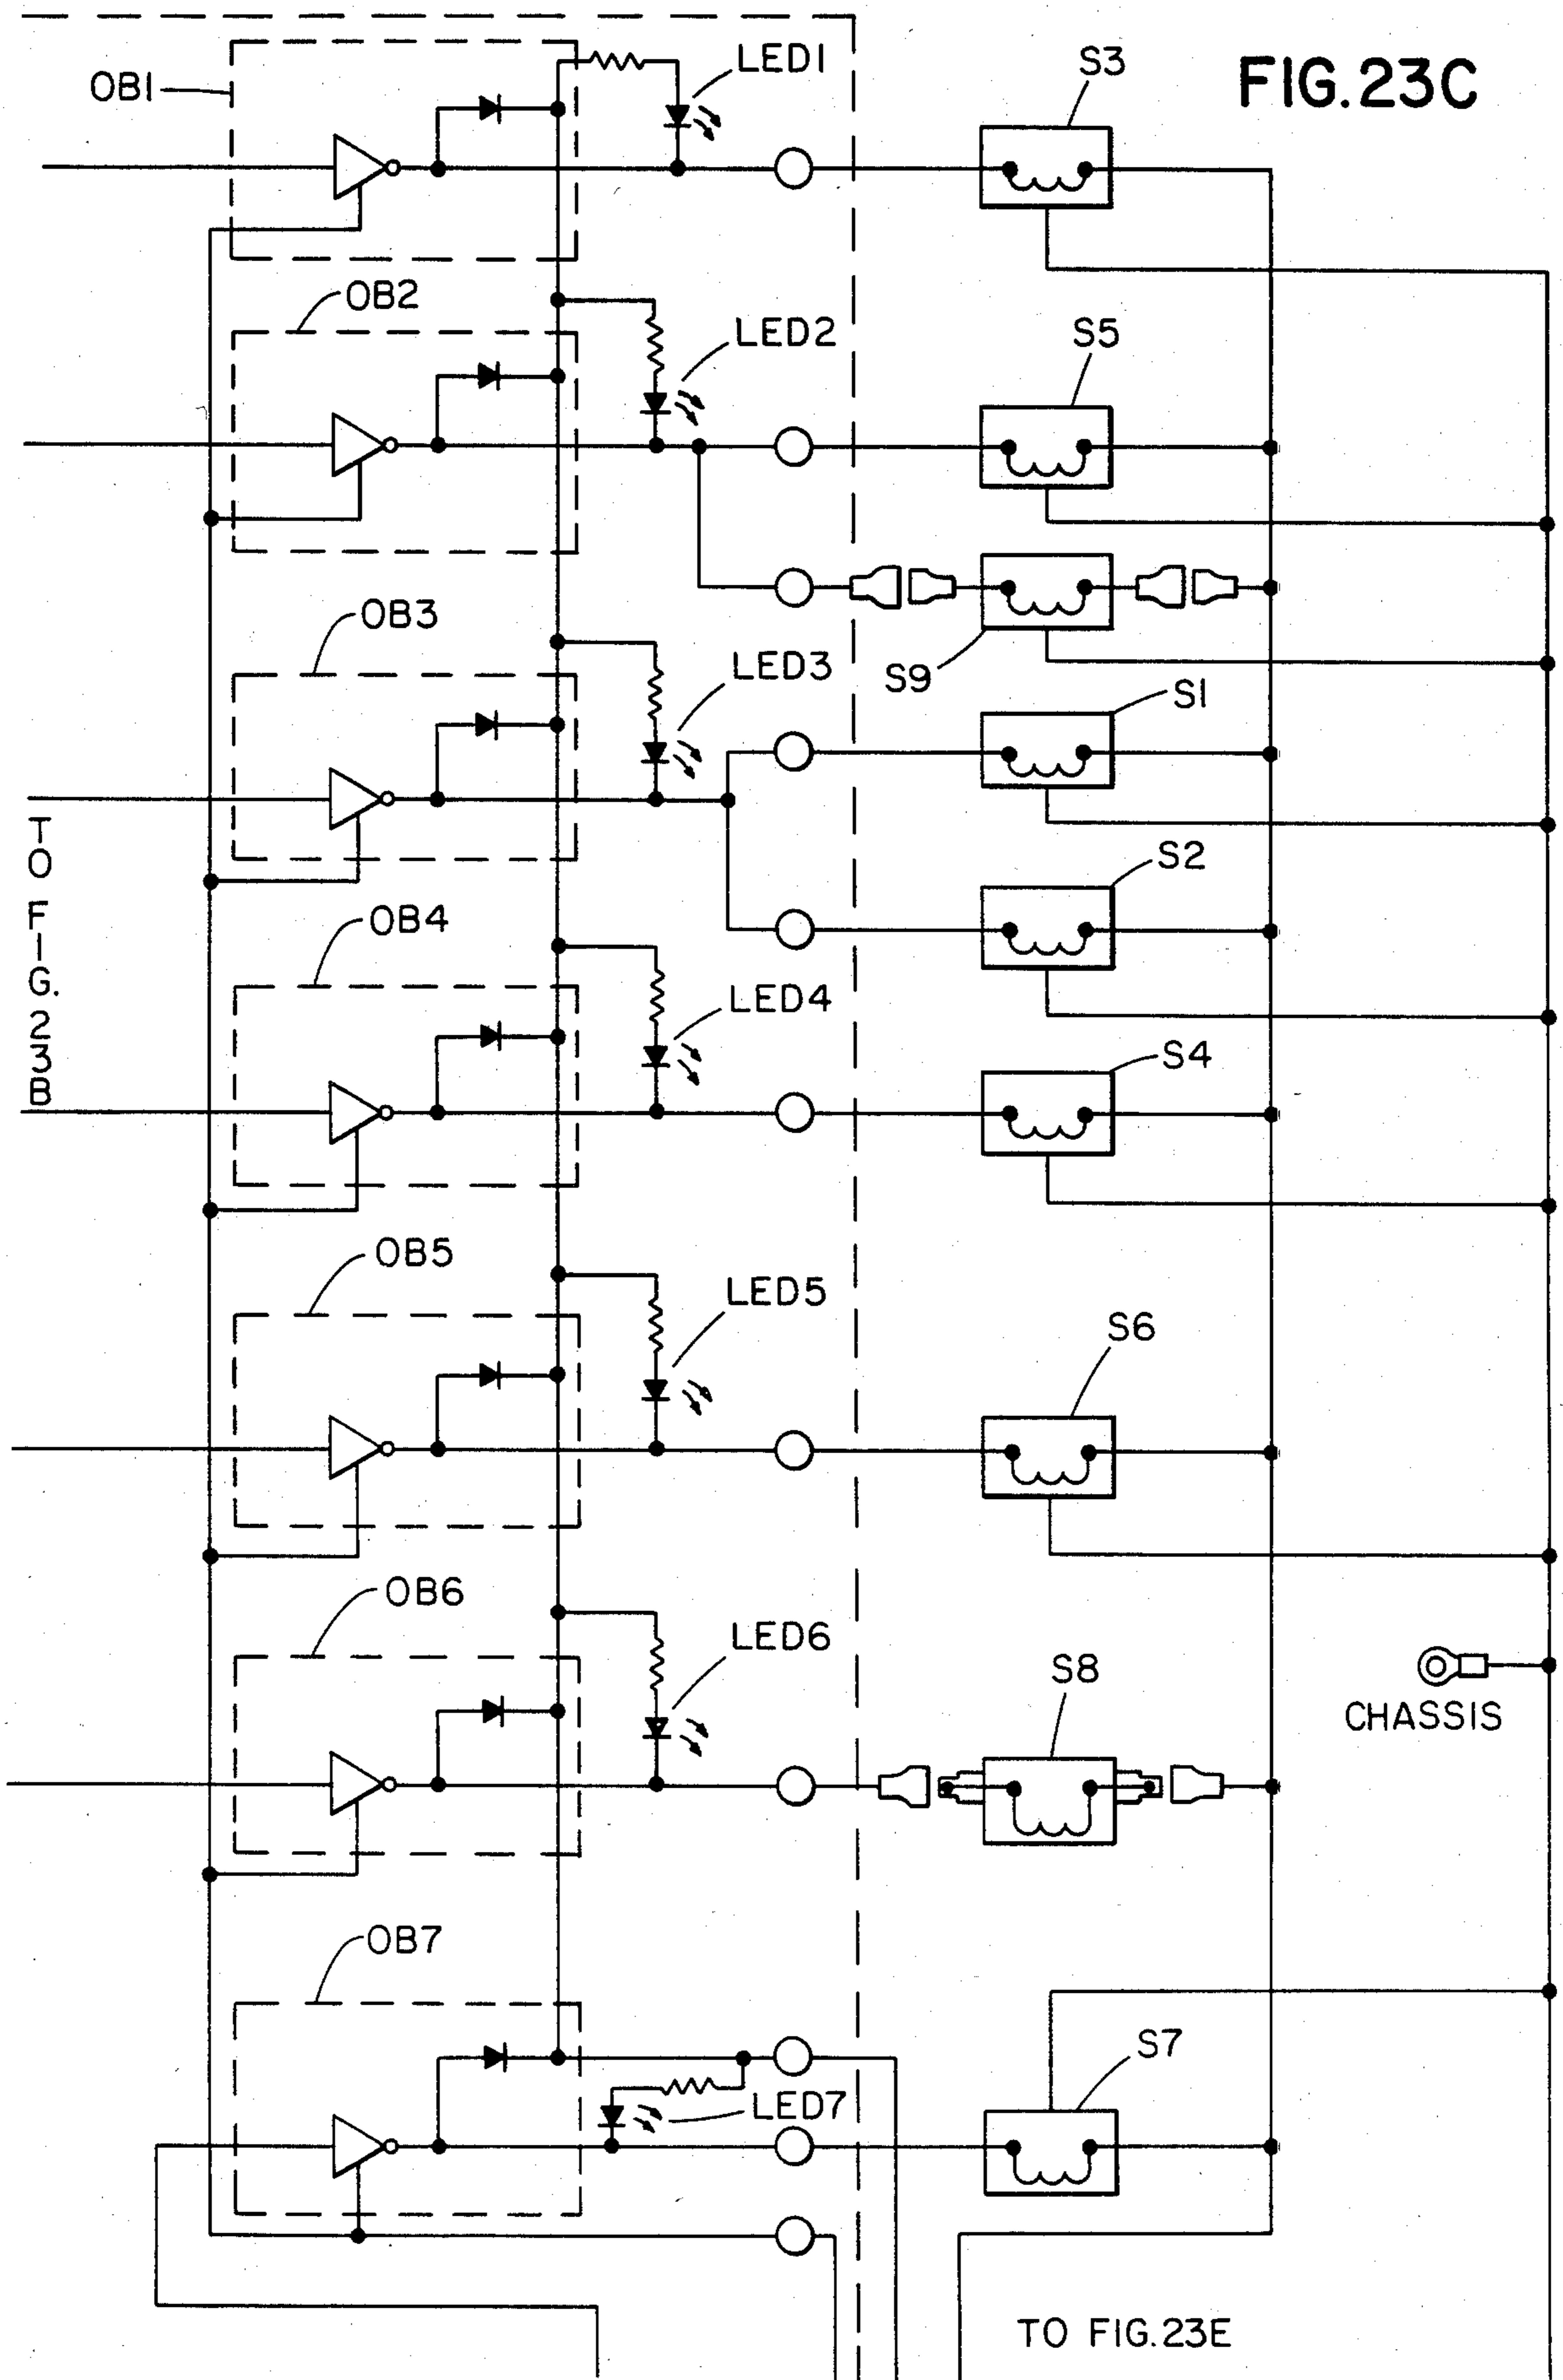 FIG.23C
OB1
LED1
S3
OB2
LED2
S5
OB3
LED3
S9
S1
TO FIG. 23B
S2
OB4
LED4
S4
OB5
LED5
S6
OB6
LED6
S8
CHASSIS
OB7
S7
LED7
TO FIG.23E